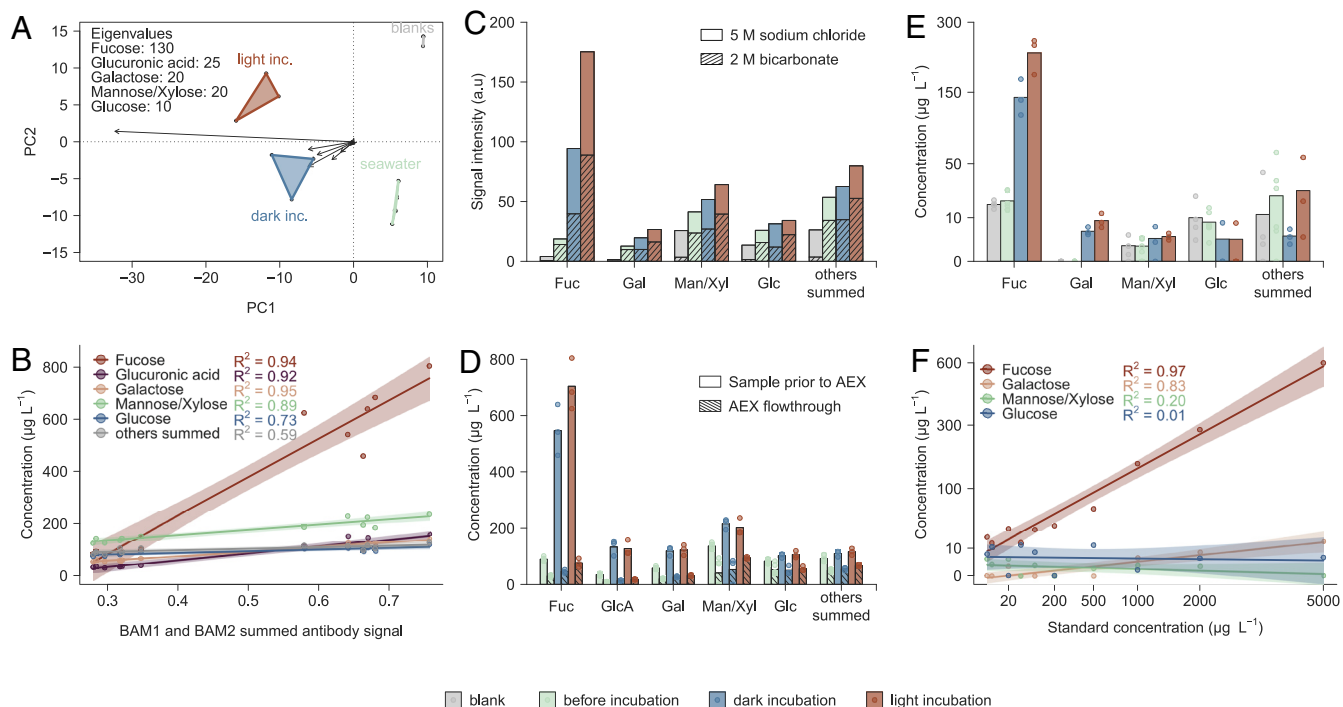 A
15
10
5
0
−5
−10
−15
PC2
Eigenvalues
Fucose: 130
Glucuronic acid: 25
Galactose: 20
Mannose/Xylose: 20
Glucose: 10
light inc.
blanks
seawater
dark inc.
−30
−20
−10
0
10
PC1
C
200
150
100
50
0
Signal intensity (a.u)
5 M sodium chloride
2 M bicarbonate
Fuc
Gal
Man/Xyl
Glc
others
summed
E
300
150
50
10
0
Concentration (µg L⁻¹)
Fuc
Gal
Man/Xyl
Glc
others
summed
B
800
600
400
200
0
Concentration (µg L⁻¹)
Fucose R² = 0.94
Glucuronic acid R² = 0.92
Galactose R² = 0.95
Mannose/Xylose R² = 0.89
Glucose R² = 0.73
others summed R² = 0.59
0.3
0.4
0.5
0.6
0.7
BAM1 and BAM2 summed antibody signal
D
800
600
400
200
0
Concentration (µg L⁻¹)
Sample prior to AEX
AEX flowthrough
Fuc
GlcA
Gal
Man/Xyl
Glc
others
summed
F
600
300
100
10
0
Concentration (µg L⁻¹)
Fucose R² = 0.97
Galactose R² = 0.83
Mannose/Xylose R² = 0.20
Glucose R² = 0.01
20
200
500
1000
2000
5000
Standard concentration (µg L⁻¹)
blank
before incubation
dark incubation
light incubation